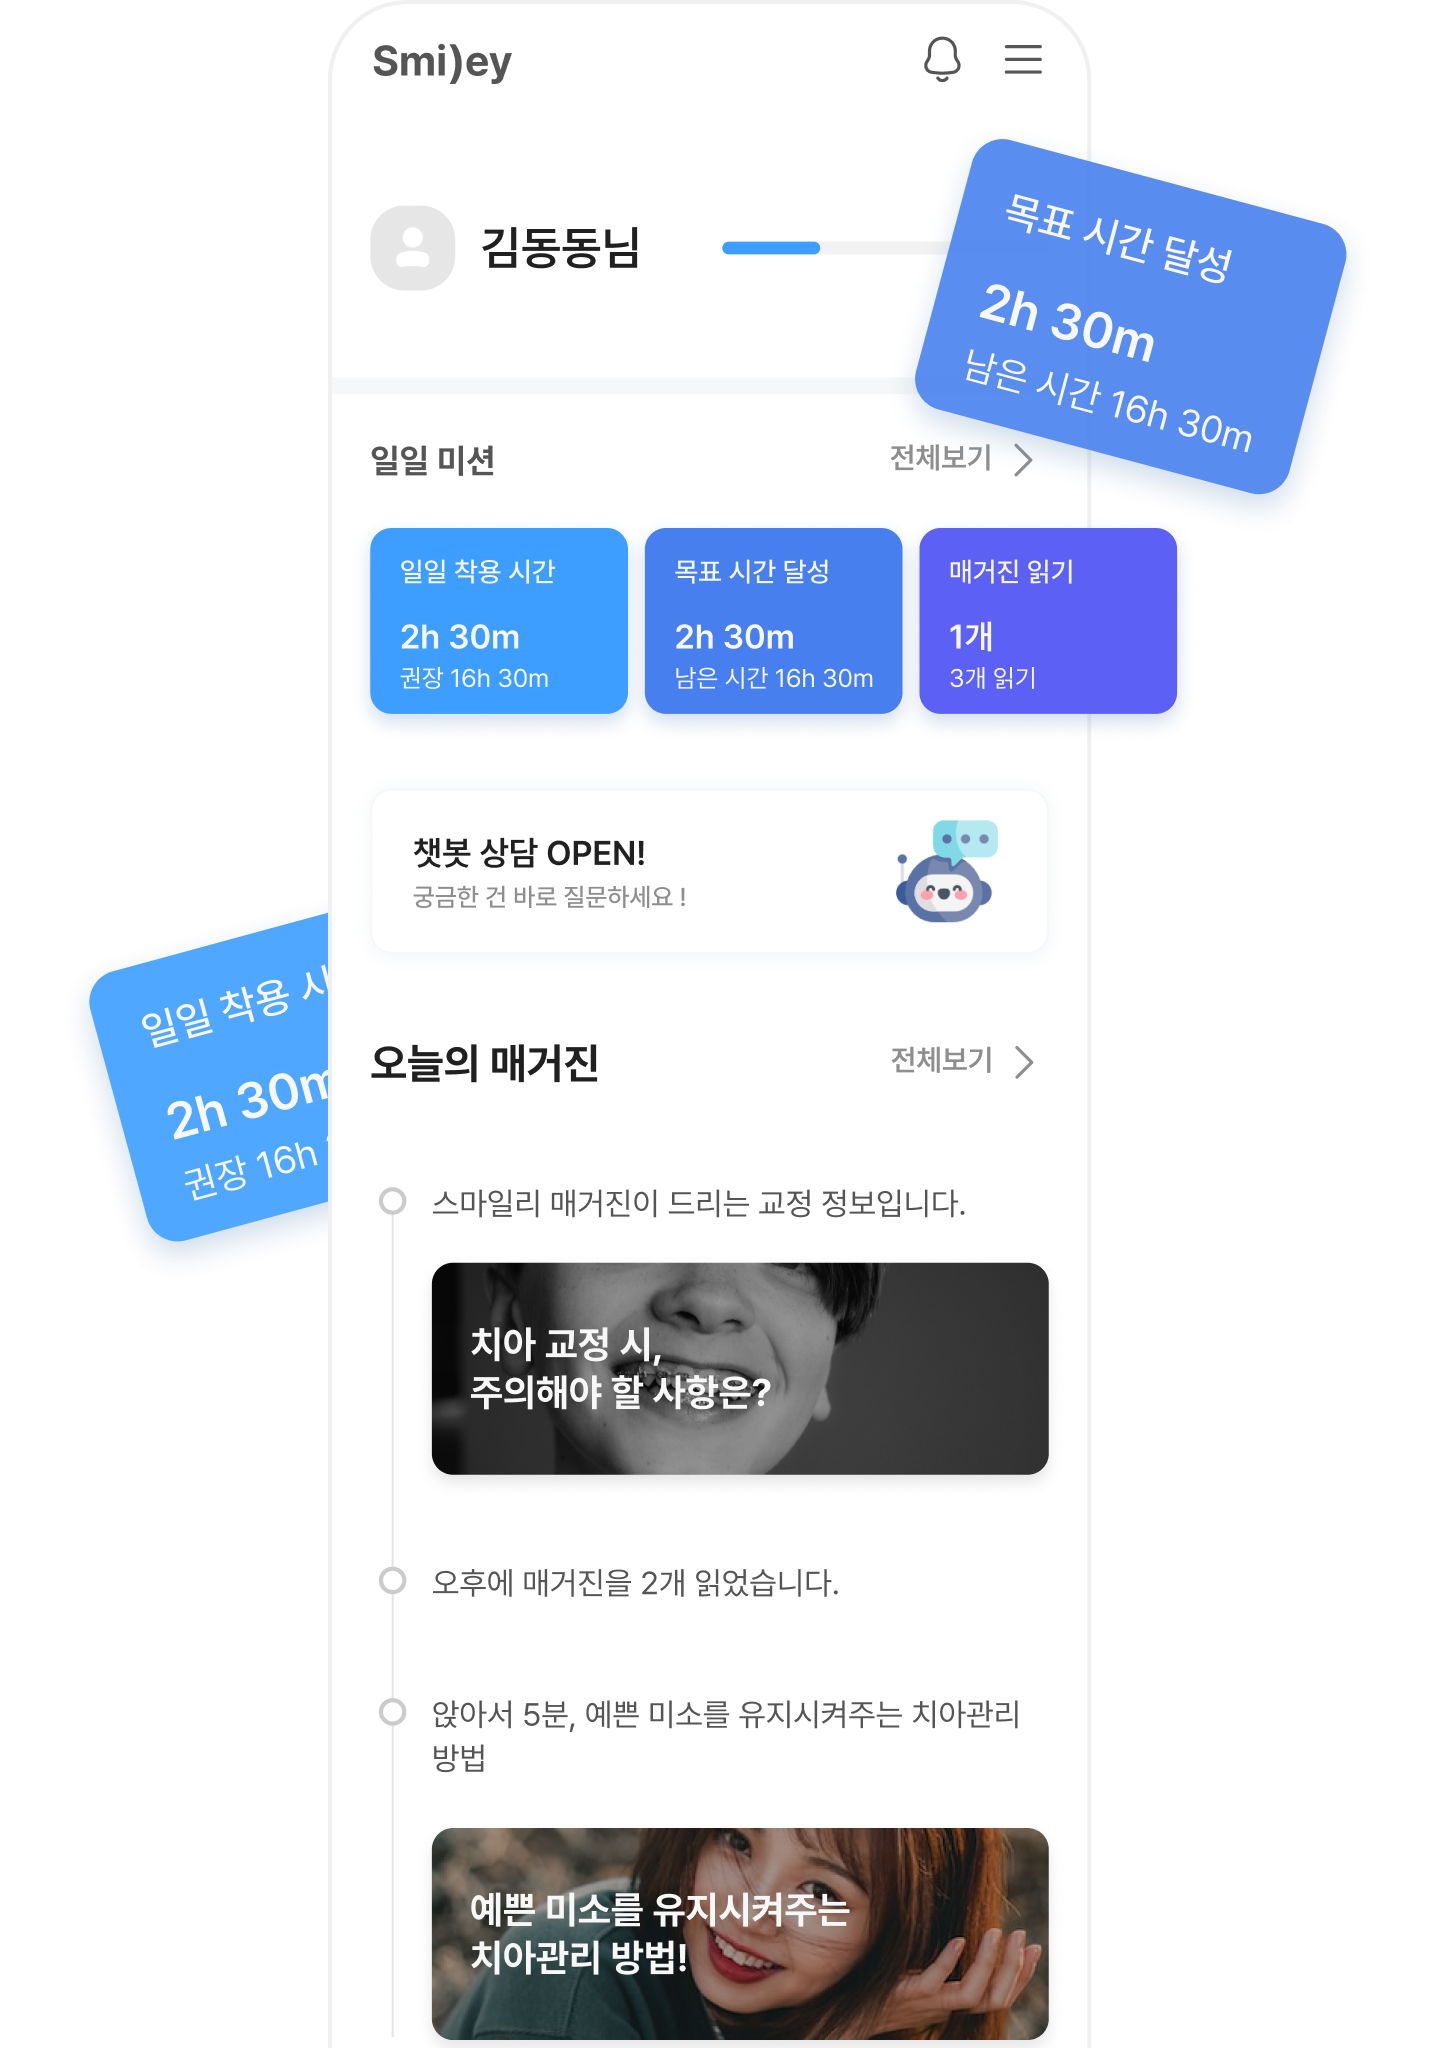 Smi)ey
김동동님
목표 시간 달성
2h 30m
남은 시간 16h 30m
일일 미션
전체보기
일일 착용 시간
2h 30m
권장 16h 30m
목표 시간 달성
2h 30m
남은 시간 16h 30m
매거진 읽기
1개
3개 읽기
챗봇 상담 OPEN!
궁금한 건 바로 질문하세요 !
일일 착용
2h 30m
권장 16h
오늘의 매거진
전체보기
스마일리 매거진이 드리는 교정 정보입니다.
치아 교정 시,
주의해야 할 사항은?
오후에 매거진을 2개 읽었습니다.
앉아서 5분, 예쁜 미소를 유지시켜주는 치아관리
방법
예쁜 미소를 유지시켜주는
치아관리 방법!